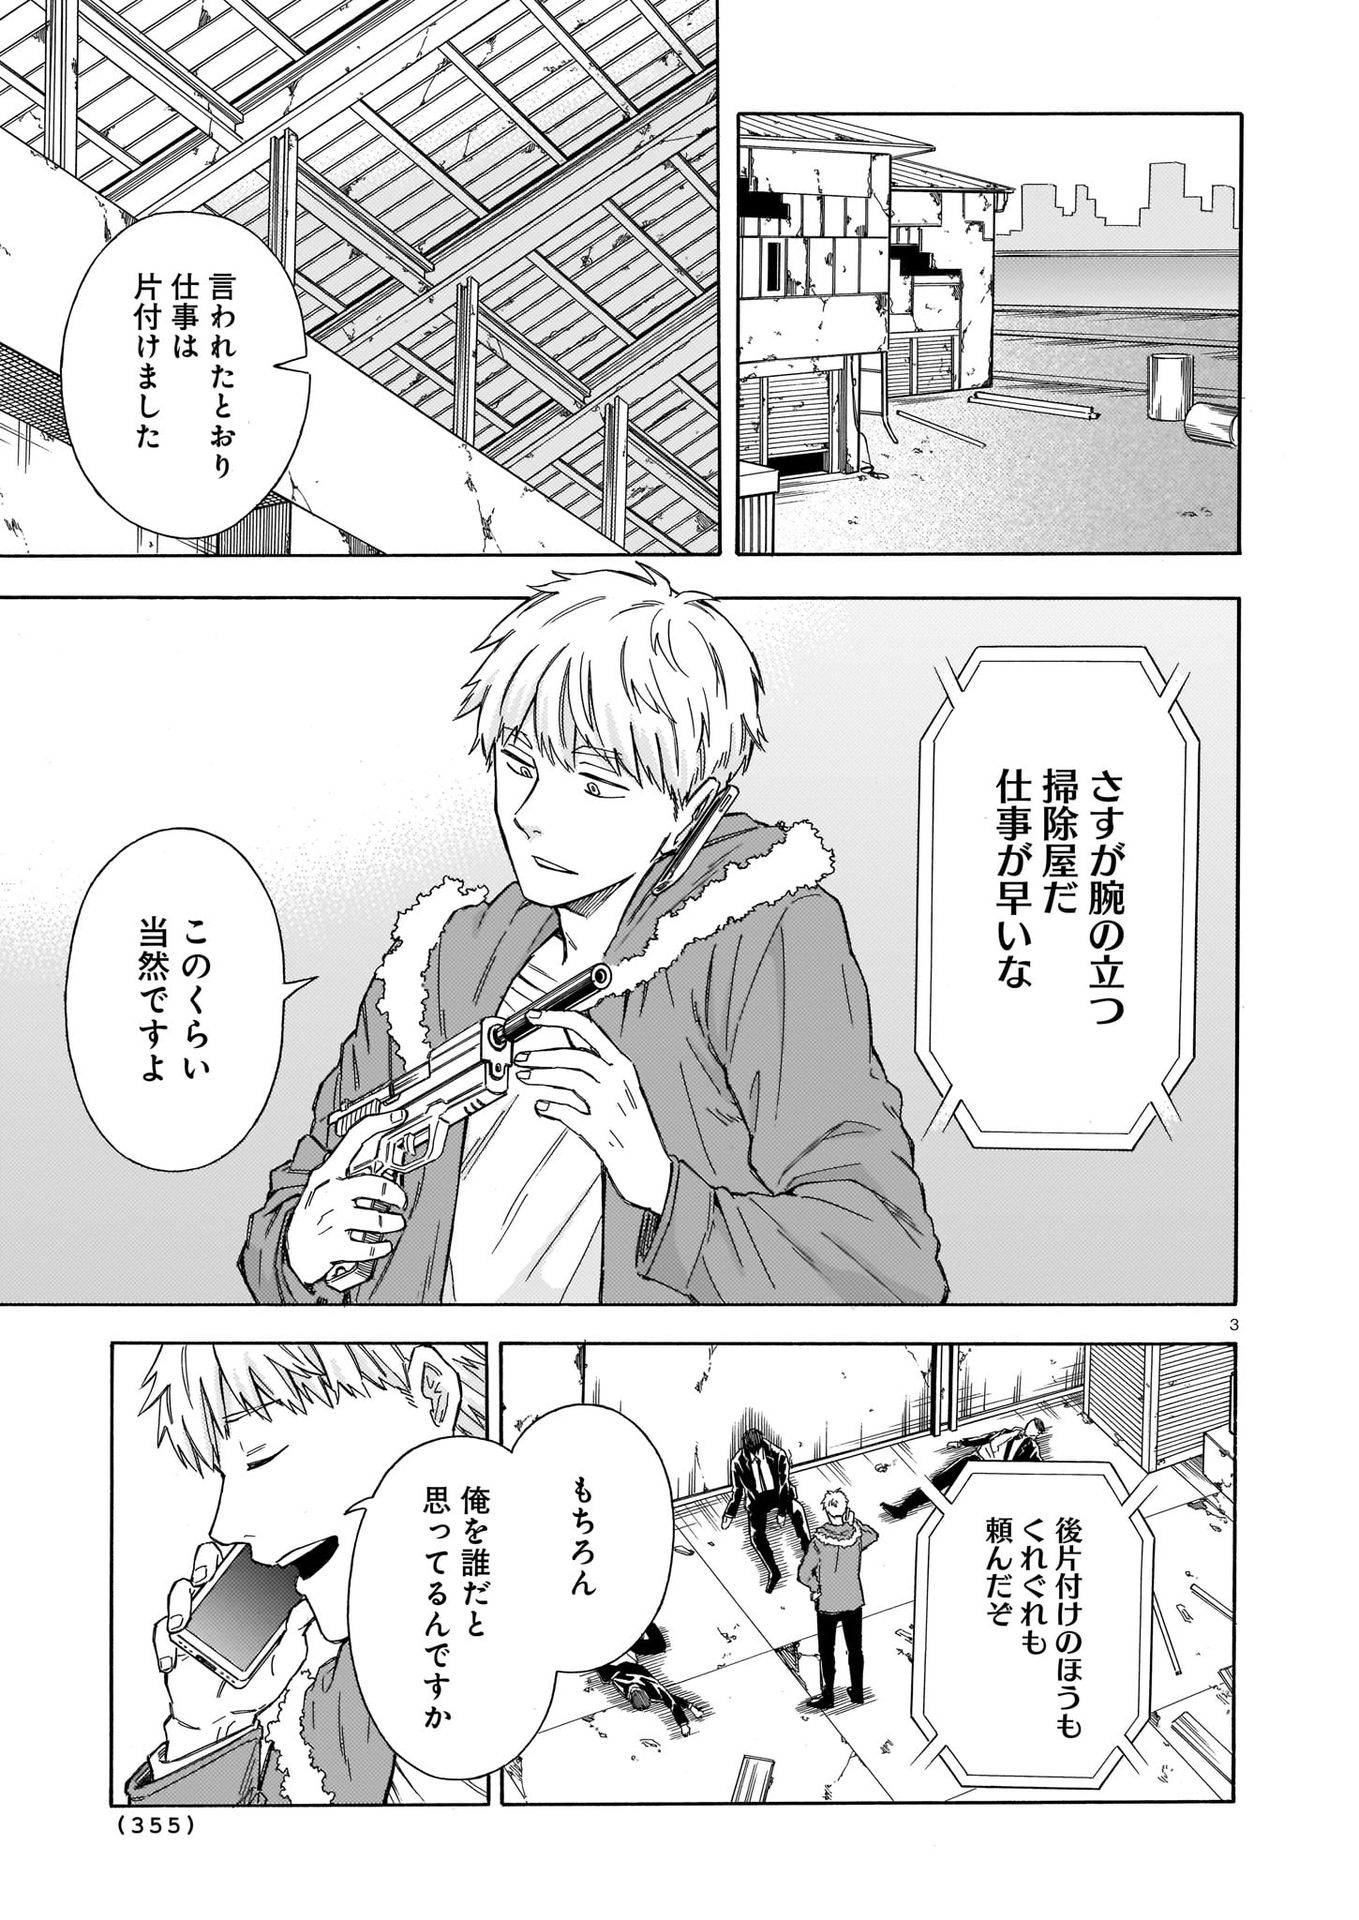 言われたとおり
仕事は
片付けました
さすが腕の立つ
掃除屋だ
仕事が早いな
このくらい
当然ですよ
3
後片付けのほうも
くれぐれも
頼んだぞ
もちろん
俺を誰だと
思ってるんですか
(355)